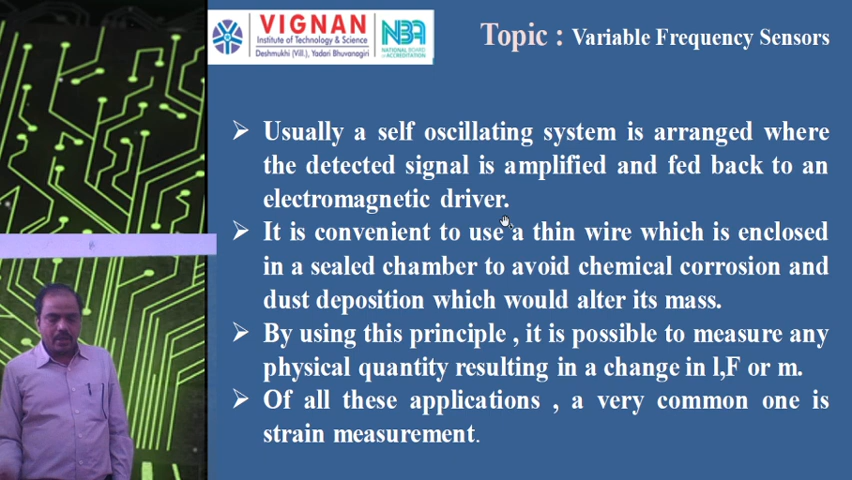 VIGNAN
Institute of Technology & Science
Deshmukhi (Vill.), Yadari Bhuvanagiri
NBA
NATIONAL BOARD
of ACCREDITATION
Topic : Variable Frequency Sensors
➢ Usually a self oscillating system is arranged where
the detected signal is amplified and fed back to an
electromagnetic driver.
➢ It is convenient to use a thin wire which is enclosed
in a sealed chamber to avoid chemical corrosion and
dust deposition which would alter its mass.
➢ By using this principle , it is possible to measure any
physical quantity resulting in a change in l,F or m.
➢ Of all these applications , a very common one is
strain measurement.